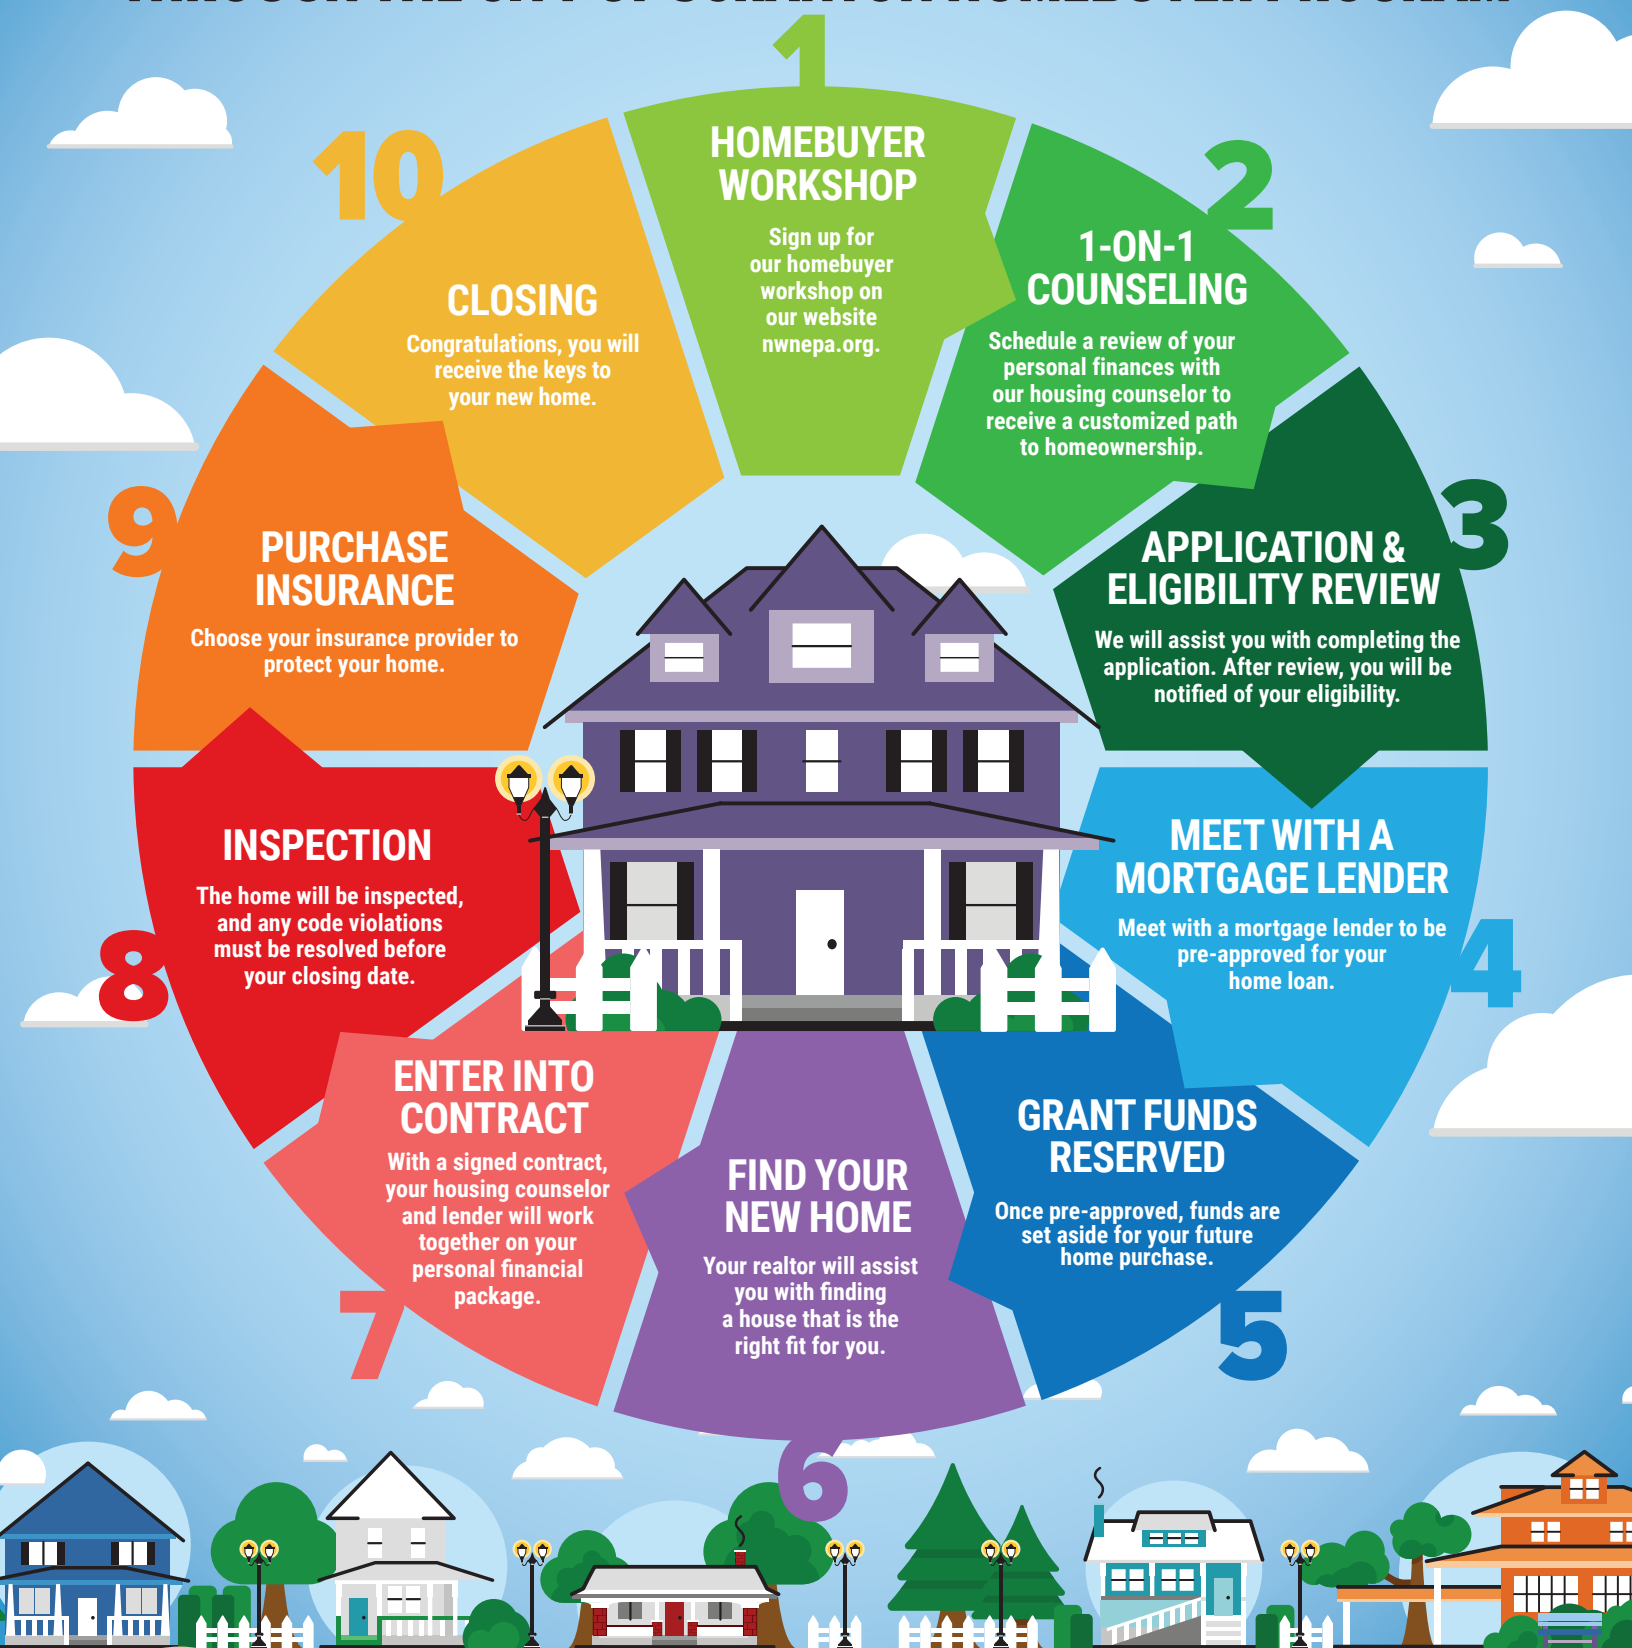 THROUGH THE CITY OF SCRANTON HOMEBUYER PROGRAM
1
HOMEBUYER
WORKSHOP
Sign up for
our homebuyer
workshop on
our website
nwnepa.org.
2
1-ON-1
COUNSELING
Schedule a review of your
personal finances with
our housing counselor to
receive a customized path
to homeownership.
3
APPLICATION &
ELIGIBILITY REVIEW
We will assist you with completing the
application. After review, you will be
notified of your eligibility.
4
MEET WITH A
MORTGAGE LENDER
Meet with a mortgage lender to be
pre-approved for your
home loan.
5
GRANT FUNDS
RESERVED
Once pre-approved, funds are
set aside for your future
home purchase.
6
FIND YOUR
NEW HOME
Your realtor will assist
you with finding
a house that is the
right fit for you.
7
ENTER INTO
CONTRACT
With a signed contract,
your housing counselor
and lender will work
together on your
personal financial
package.
8
INSPECTION
The home will be inspected,
and any code violations
must be resolved before
your closing date.
9
PURCHASE
INSURANCE
Choose your insurance provider to
protect your home.
10
CLOSING
Congratulations, you will
receive the keys to
your new home.